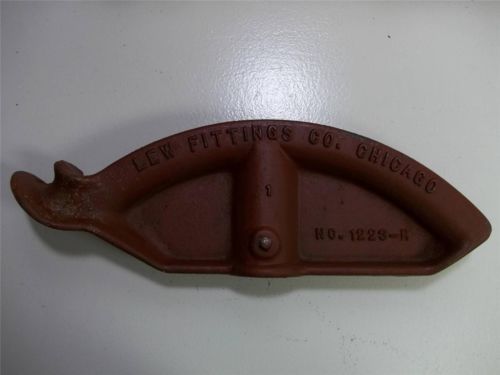 LEW FITTINGS CO. CHICAGO
1
NO. 1223-R